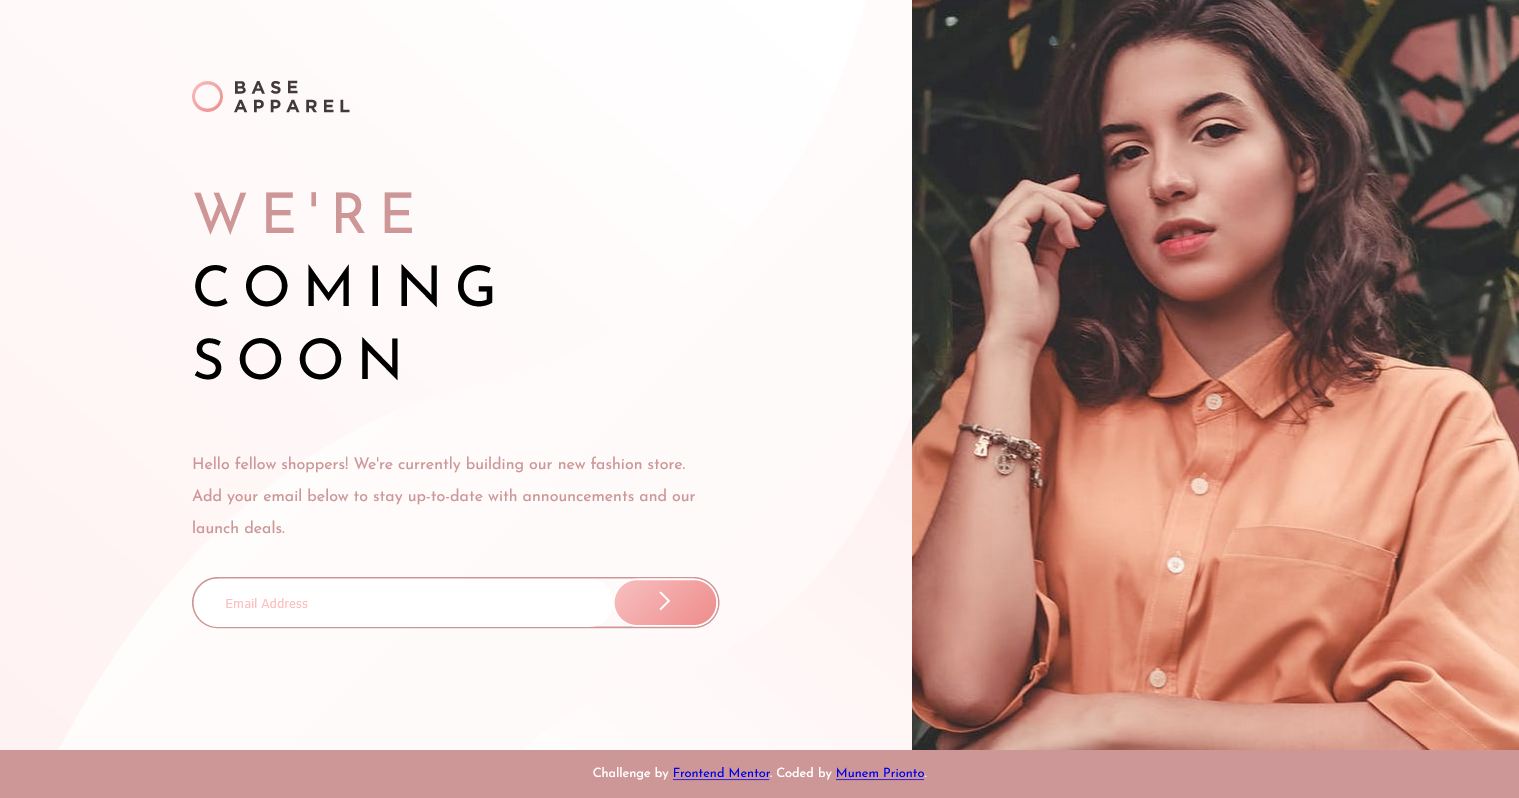 BASE
APPAREL
WE'RE
COMING
SOON
Hello fellow shoppers! We're currently building our new fashion store.
Add your email below to stay up-to-date with announcements and our
launch deals.
Email Address
Challenge by Frontend Mentor. Coded by Munem Prionto.